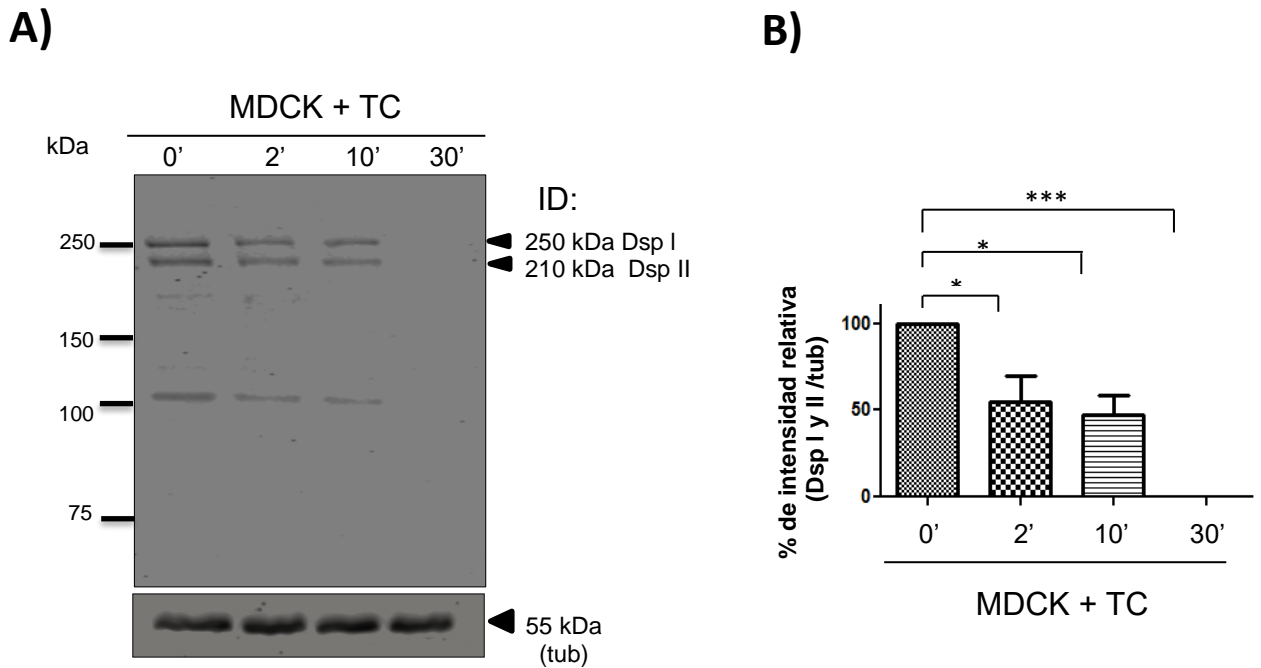 A)
MDCK + TC
kDa
0’ 2’ 10’ 30’
ID:
250
250 kDa Dsp I
210 kDa Dsp II
150
100
75
55 kDa
(tub)
B)
***
*
*
% de intensidad relativa
(Dsp I y II /tub)
100
50
0
0’ 2’ 10’ 30’
MDCK + TC